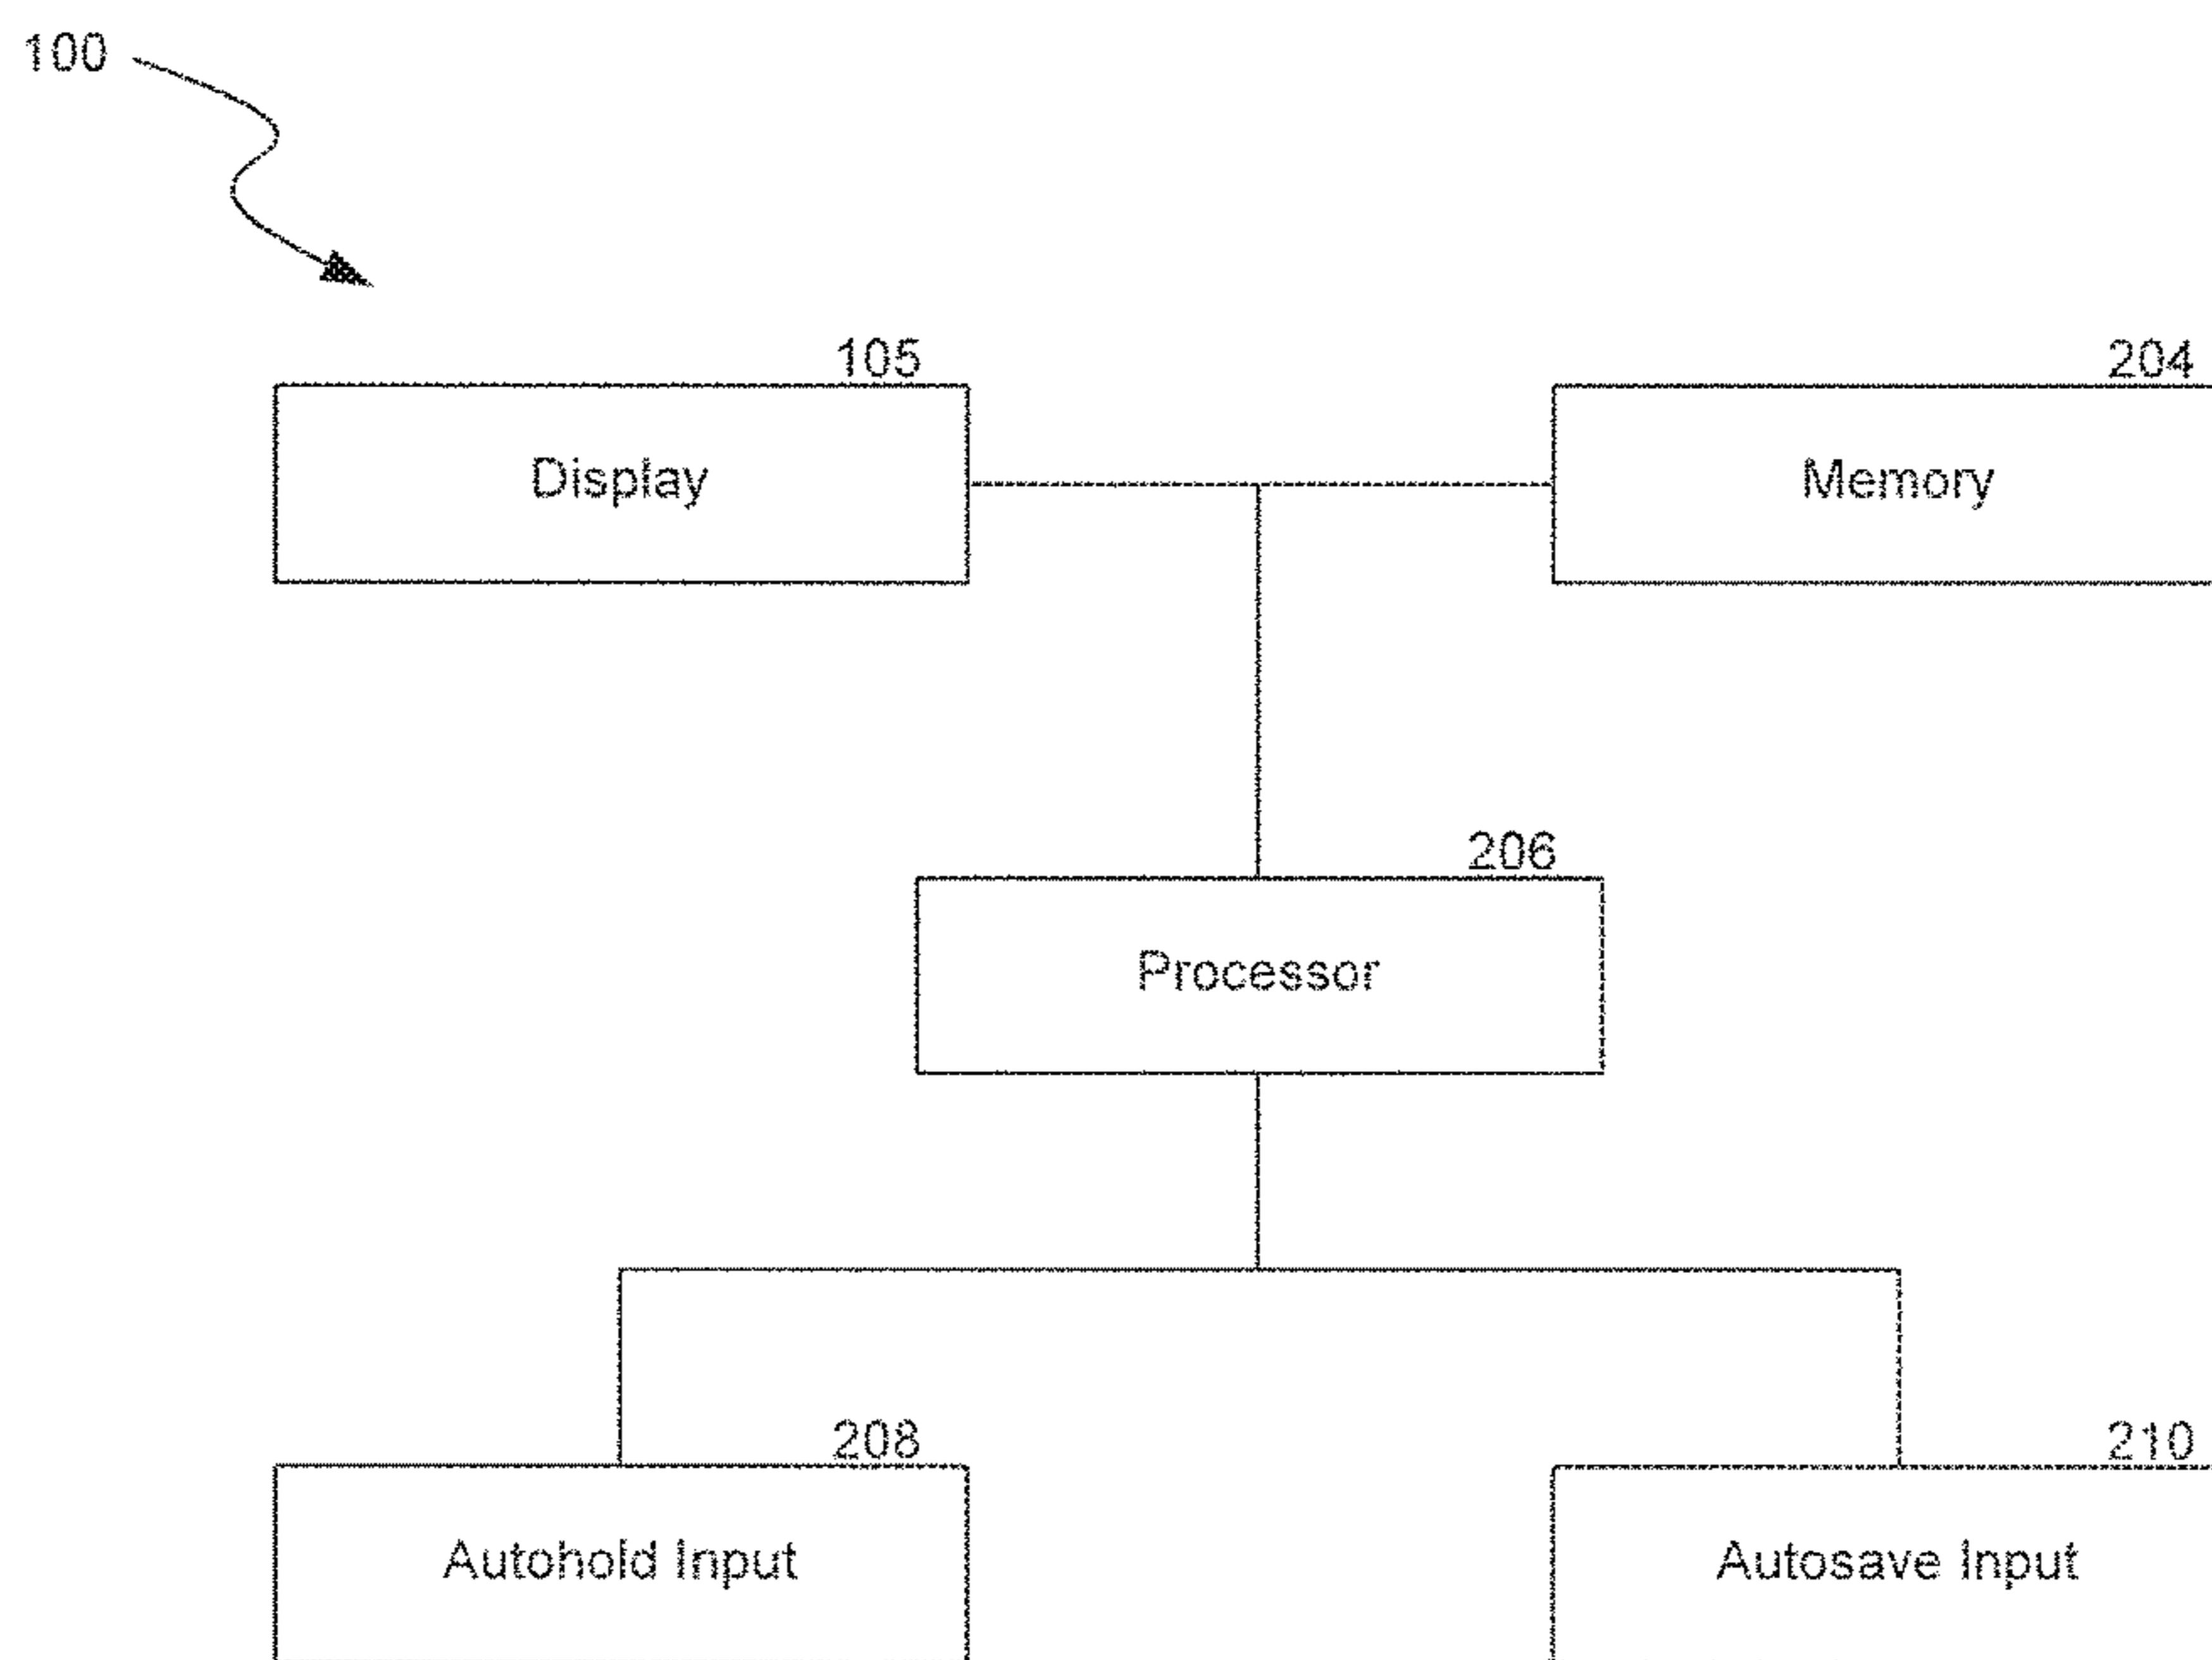 100
105
204
Display
Memory
206
Processor
208
210
Autohold Input
Autosave Input